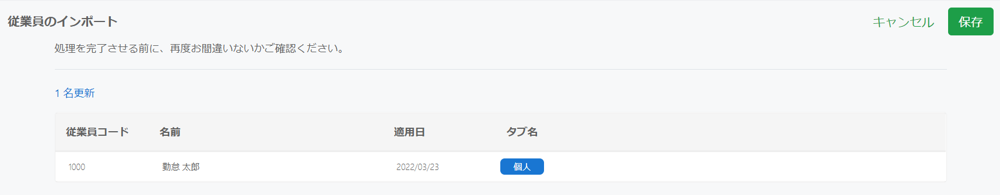 従業員のインポート
キャンセル 保存
処理を完了させる前に、再度お間違いないかご確認ください。
1 名更新
従業員コード 名前 適用日 タブ名
1000 勤怠 太郎 2022/03/23 個人